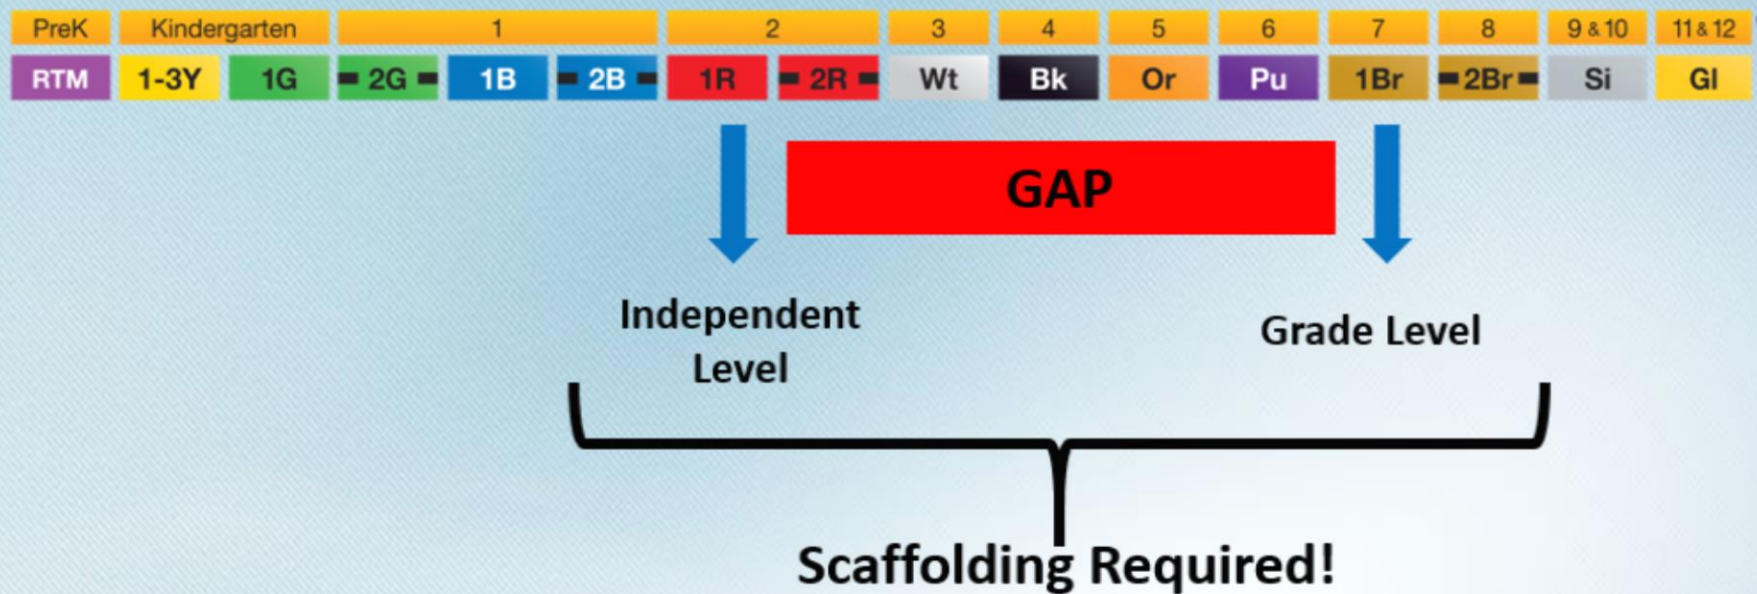 PreK Kindergarten 1 2 3 4 5 6 7 8 9 & 10 11 & 12
RTM 1-3Y 1G 2G 1B 2B 1R 2R Wt Bk Or Pu 1Br 2Br Si Gl
GAP
Independent
Level
Grade Level
Scaffolding Required!